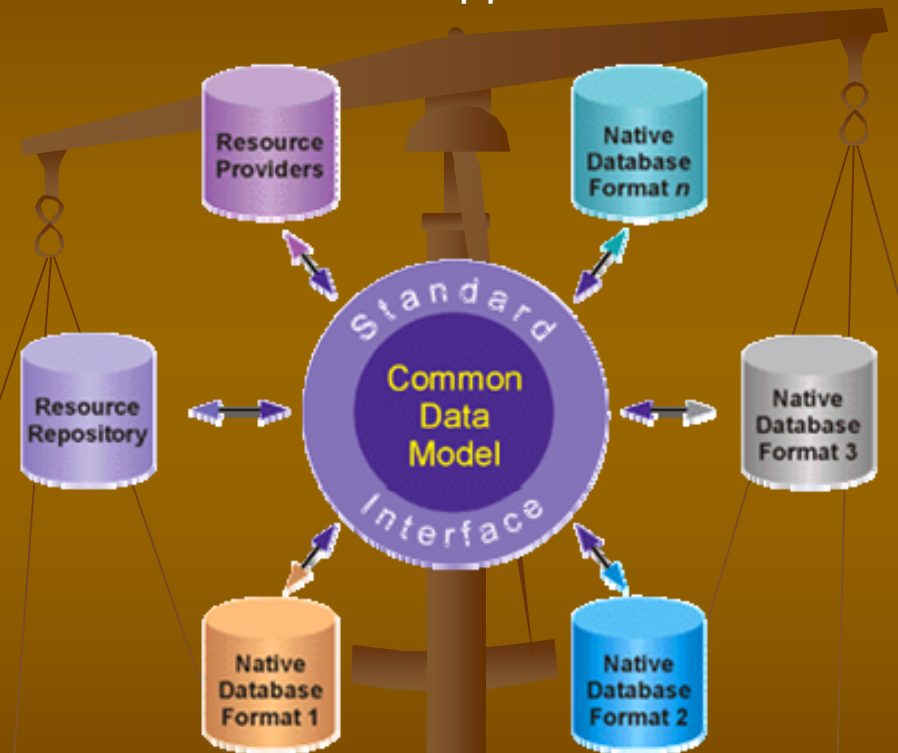 Resource
Providers
Native
Database
Format n
Standard
Interface
Common
Data
Model
Resource
Repository
Native
Database
Format 3
Native
Database
Format 1
Native
Database
Format 2